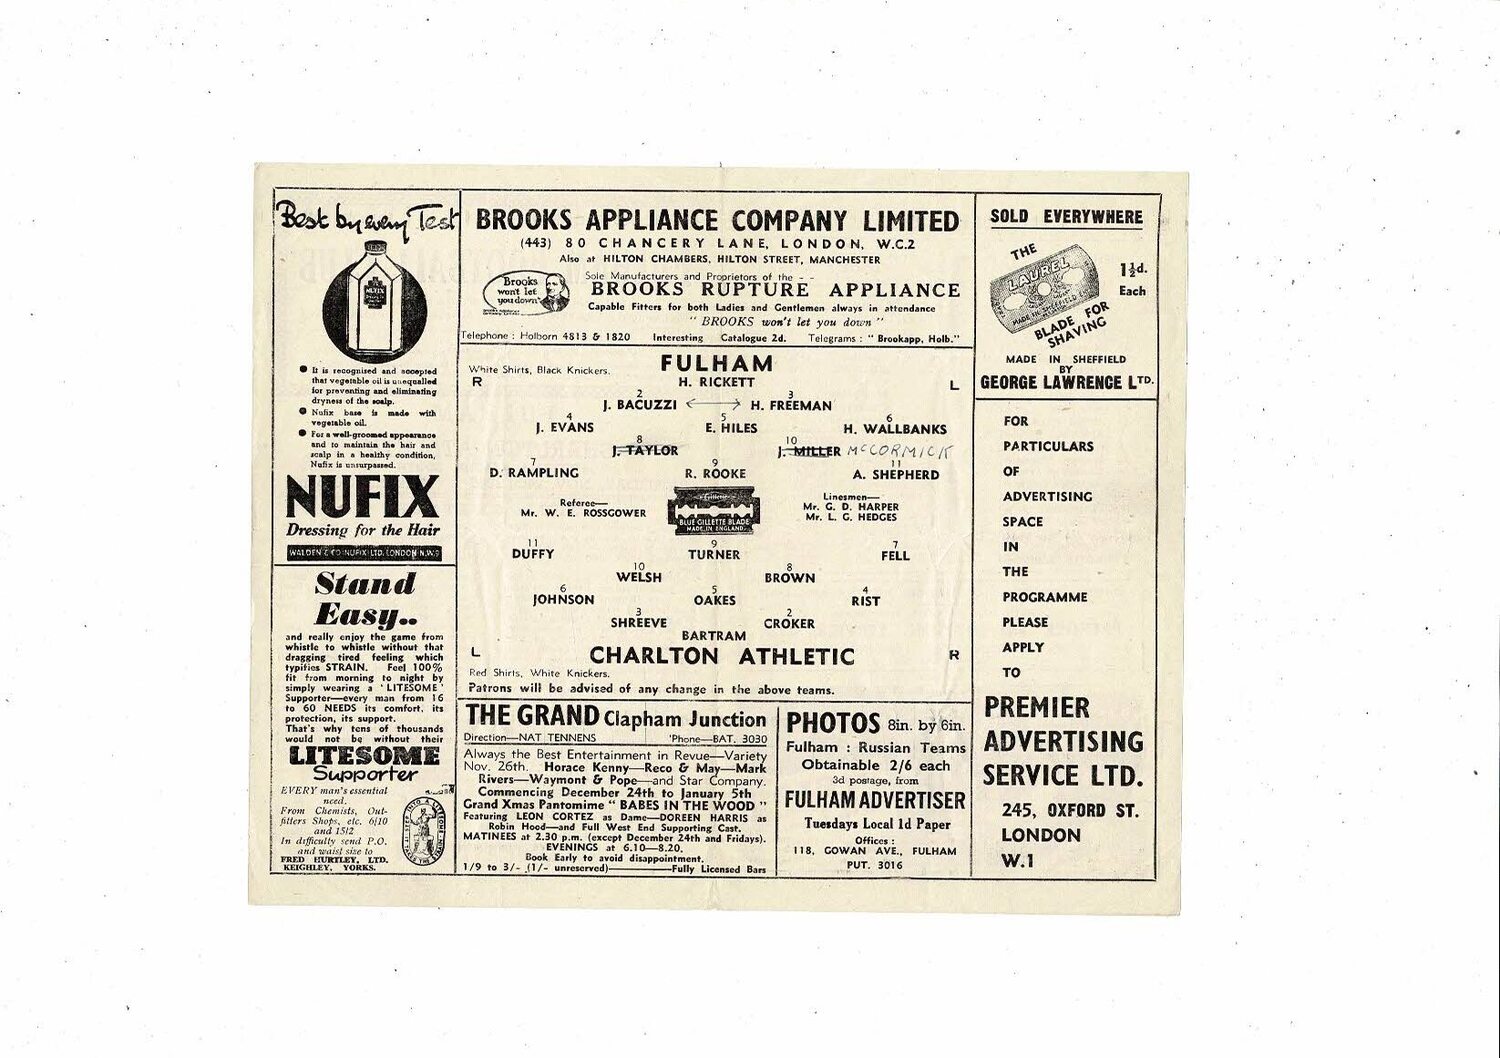 Best by every Test
NUFIX
● It is recognised and accepted
that vegetable oil is unequalled
for preventing and eliminating
dryness of the scalp.
● Nufix base is made with
vegetable oil.
● For a well-groomed appearance
and to maintain the hair and
scalp in a healthy condition,
Nufix is unsurpassed.
NUFIX
Dressing for the Hair
WALDEN & CO. NUFIX LTD. LONDON N.W.9
Stand
Easy..
and really enjoy the game from
whistle to whistle without that
dragging tired feeling which
typifies STRAIN. Feel 100%
fit from morning to night by
simply wearing a 'LITESOME'
Supporter—every man from 16
to 60 NEEDS its comfort, its
protection, its support.
That's why tens of thousands
would not be without their
LITESOME
Supporter
EVERY man's essential
need.
From Chemists, Out-
fitters Shops, etc. 6/10
and 15/2
In difficulty send P.O.
and waist size to
FRED HURTLEY, LTD.
KEIGHLEY, YORKS.
BROOKS APPLIANCE COMPANY LIMITED
(443) 80 CHANCERY LANE, LONDON, W.C.2
Also at HILTON CHAMBERS, HILTON STREET, MANCHESTER
Brooks
won't let
you down
Sole Manufacturers and Proprietors of the - -
BROOKS RUPTURE APPLIANCE
Capable Fitters for both Ladies and Gentlemen always in attendance
"BROOKS won't let you down"
Telephone : Holborn 4813 & 1820 Interesting Catalogue 2d. Telegrams : "Brookapp, Holb."
FULHAM
White Shirts, Black Knickers.
H. RICKETT
R L
2 3
J. BACUZZI H. FREEMAN
4 5 6
J. EVANS E. HILES H. WALLBANKS
8 10
J. TAYLOR J. MILLER McCORMICK
7 9 11
D. RAMPLING R. ROOKE A. SHEPHERD
Referee—
Mr. W. E. ROSSGOWER
Gillette
BLUE GILLETTE BLADE
MADE IN ENGLAND
Linesmen—
Mr. G. D. HARPER
Mr. L. G. HEDGES
11 9 7
DUFFY TURNER FELL
10 8
WELSH BROWN
6 5 4
JOHNSON OAKES RIST
3 2
SHREEVE CROKER
BARTRAM
L CHARLTON ATHLETIC R
Red Shirts, White Knickers.
Patrons will be advised of any change in the above teams.
THE GRAND Clapham Junction
Direction—NAT TENNENS 'Phone—BAT. 3030
Always the Best Entertainment in Revue—Variety
Nov. 26th. Horace Kenny—Reco & May—Mark
Rivers—Waymont & Pope—and Star Company.
Commencing December 24th to January 5th
Grand Xmas Pantomime "BABES IN THE WOOD"
Featuring LEON CORTEZ as Dame—DOREEN HARRIS as
Robin Hood—and Full West End Supporting Cast.
MATINEES at 2.30 p.m. (except December 24th and Fridays).
EVENINGS at 6.10—8.20.
Book Early to avoid disappointment.
1/9 to 3/- (1/- unreserved)—Fully Licensed Bars
PHOTOS 8in. by 6in.
Fulham : Russian Teams
Obtainable 2/6 each
3d postage, from
FULHAM ADVERTISER
Tuesdays Local 1d Paper
Offices :
118, GOWAN AVE., FULHAM
PUT. 3016
SOLD EVERYWHERE
THE
LAUREL
1½d.
Each
BLADE FOR
SHAVING
MADE IN SHEFFIELD
BY
GEORGE LAWRENCE LTD.
FOR
PARTICULARS
OF
ADVERTISING
SPACE
IN
THE
PROGRAMME
PLEASE
APPLY
TO
PREMIER
ADVERTISING
SERVICE LTD.
245, OXFORD ST.
LONDON
W.1